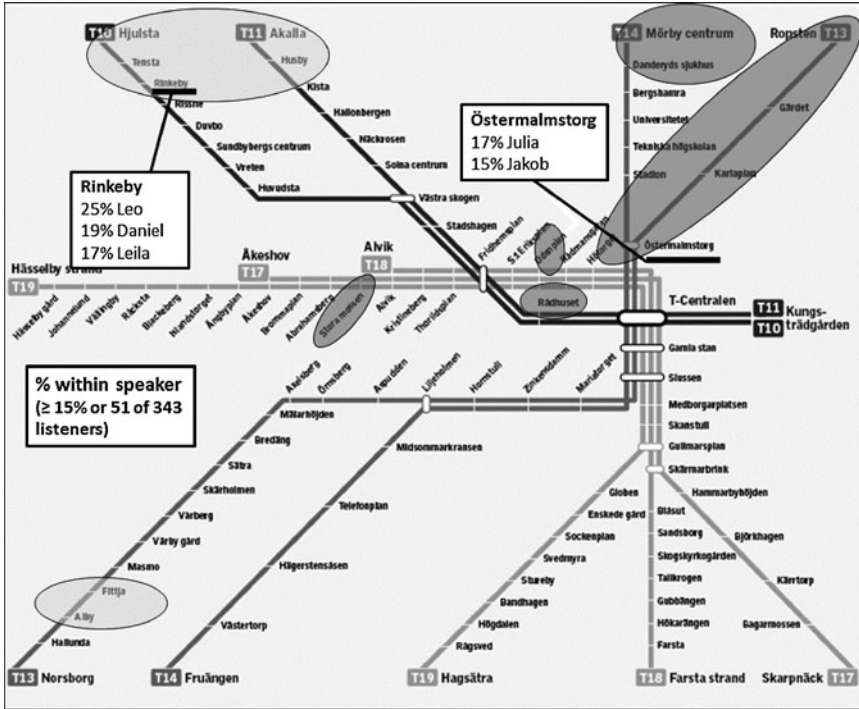 T10 Hjulsta
T11 Akalla
T14 Mörby centrum
Ropsten T13
Tensta
Rinkeby
Rissne
Duvbo
Sundbybergs centrum
Vreten
Huvudsta
Husby
Kista
Hallonbergen
Näckrosen
Solna centrum
Västra skogen
Stadshagen
Fridhemsplan
Danderyds sjukhus
Bergshamra
Universitetet
Tekniska högskolan
Stadion
Gärdet
Karlaplan
Östermalmstorg
Östermalmstorg
17% Julia
15% Jakob
Rinkeby
25% Leo
19% Daniel
17% Leila
Hässelby strand
T19
Åkeshov
T17
Alvik
T18
Hässelby gård
Johannelund
Vällingby
Råcksta
Blackeberg
Islandstorget
Ängbyplan
Åkeshov
Brommaplan
Abrahamsberg
Stora mossen
Alvik
Kristineberg
Thorildsplan
S:t Eriksplan
Odenplan
Rådmansgatan
Rådhuset
T-Centralen
T11
T10
Kungs-
trädgården
Gamla stan
Slussen
Medborgarplatsen
Skanstull
Gullmarsplan
Skärmarbrink
% within speaker
(≥ 15% or 51 of 343
listeners)
Axelsberg
Örnsberg
Aspudden
Liljeholmen
Hornstull
Zinkensdamm
Mariatorget
Mälarhöjden
Bredäng
Sätra
Skärholmen
Vårberg
Vårby gård
Masmo
Fittja
Alby
Hallunda
T13 Norsborg
Midsommarkransen
Telefonplan
Hägerstensåsen
Västertorp
T14 Fruängen
Globen
Enskede gård
Sockenplan
Svedmyra
Stureby
Bandhagen
Högdalen
Rågsved
T19 Hagsätra
Blåsut
Sandsborg
Skogskyrkogården
Tallkrogen
Gubbängen
Hökarängen
Farsta
T18 Farsta strand
Hammarbyhöjden
Björkhagen
Kärrtorp
Bagarmossen
Skarpnäck T17